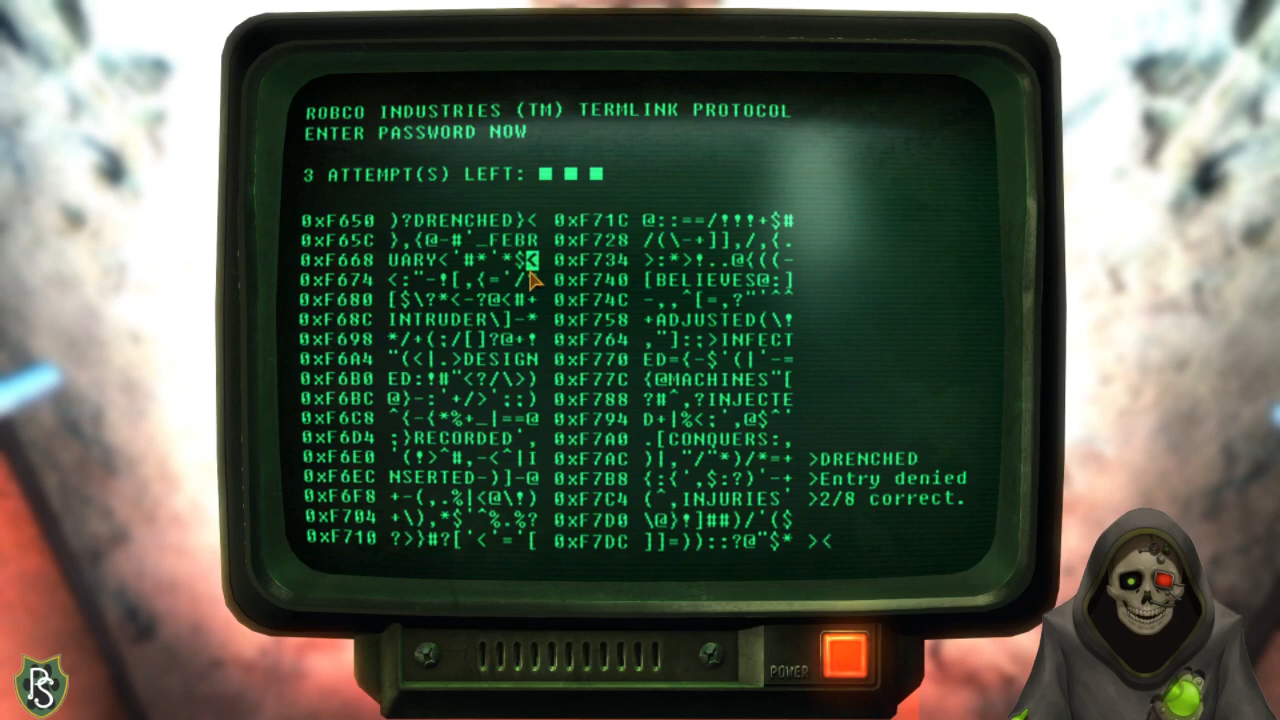 ROBCO INDUSTRIES (TM) TERMLINK PROTOCOL
ENTER PASSWORD NOW
3 ATTEMPT(S) LEFT: ■ ■ ■
0xF650 )?DRENCHED}< 0xF71C @::==/!!!+$#
0xF65C },{@-#'_FEBR 0xF728 /(\-+]],/,{.
0xF668 UARY<'#*'*$< 0xF734 >:*>!..@{((-
0xF674 <:"-![,{='/ 0xF740 [BELIEVES@:]
0xF680 [$\?*<-?@<#+ 0xF74C -,,^[=,?"'^^
0xF68C INTRUDER\]-* 0xF758 +ADJUSTED(\!
0xF698 */+(;/[]?@+! 0xF764 ,"]::>INFECT
0xF6A4 "(<|.>DESIGN 0xF770 ED={-$'(|'-=
0xF6B0 ED:!#"<?/\>) 0xF77C {@MACHINES"[
0xF6BC @}-:'+/>'::) 0xF788 ?#^,?INJECTE
0xF6C8 ^{-{*%+_|==@ 0xF794 D+|%<:',@$^'
0xF6D4 ;}RECORDED', 0xF7A0 .[CONQUERS:,
0xF6E0 '(!>^#,-<^|I 0xF7AC )|,"/"*)/*=+ >DRENCHED
0xF6EC NSERTED-)]-@ 0xF7B8 {:{',$:?)'-+ >Entry denied
0xF6F8 +-(,.%|<@\!) 0xF7C4 (^,INJURIES' >2/8 correct.
0xF704 +\),*$'^%.%? 0xF7D0 \@}!]##)/'($
0xF710 ?>}#?['<'='[ 0xF7DC ]]=))::?@"$* ><
POWER
PS